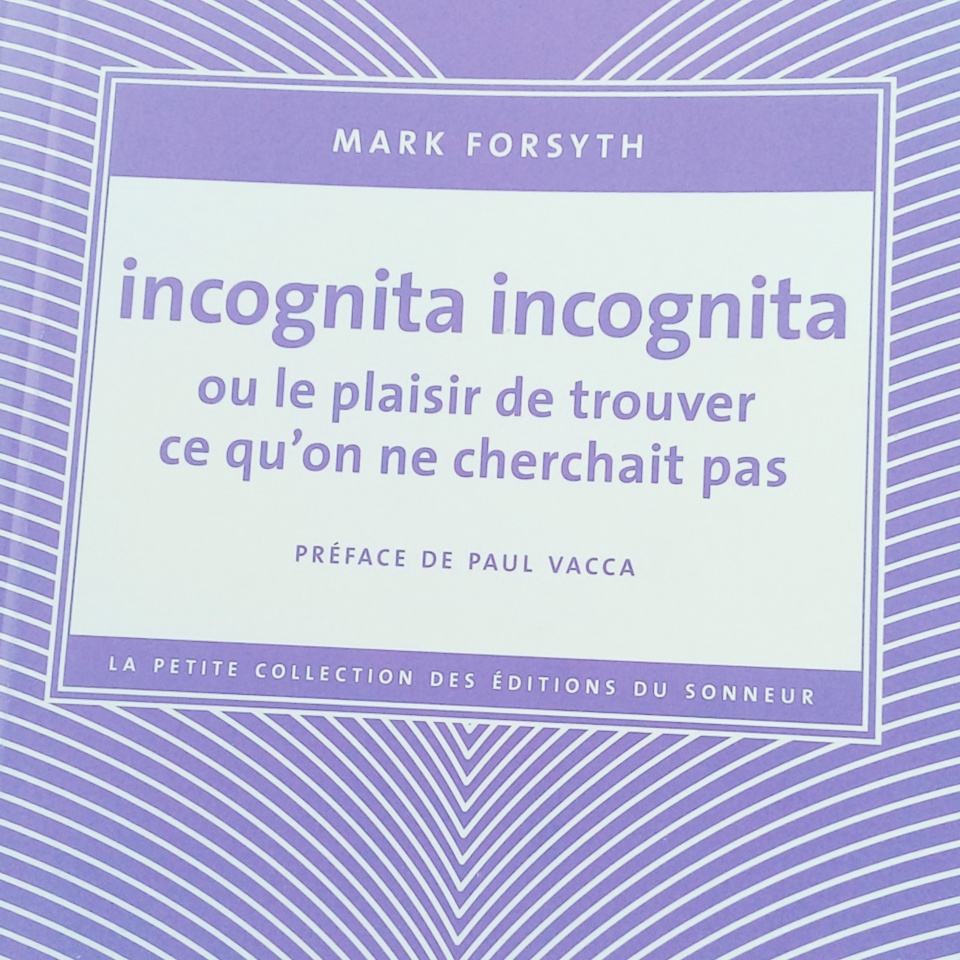 MARK FORSYTH
incognita incognita
ou le plaisir de trouver
ce qu’on ne cherchait pas
PRÉFACE DE PAUL VACCA
LA PETITE COLLECTION DES ÉDITIONS DU SONNEUR